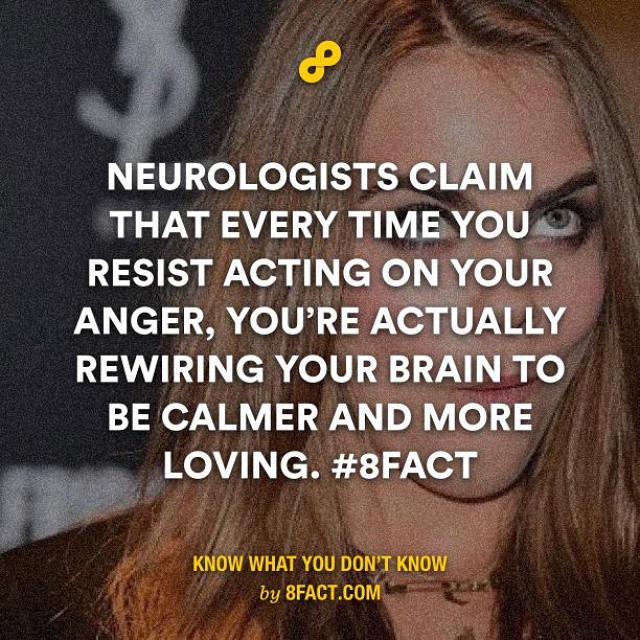 NEUROLOGISTS CLAIM
THAT EVERY TIME YOU
RESIST ACTING ON YOUR
ANGER, YOU’RE ACTUALLY
REWIRING YOUR BRAIN TO
BE CALMER AND MORE
LOVING. #8FACT
KNOW WHAT YOU DON’T KNOW
by 8FACT.COM